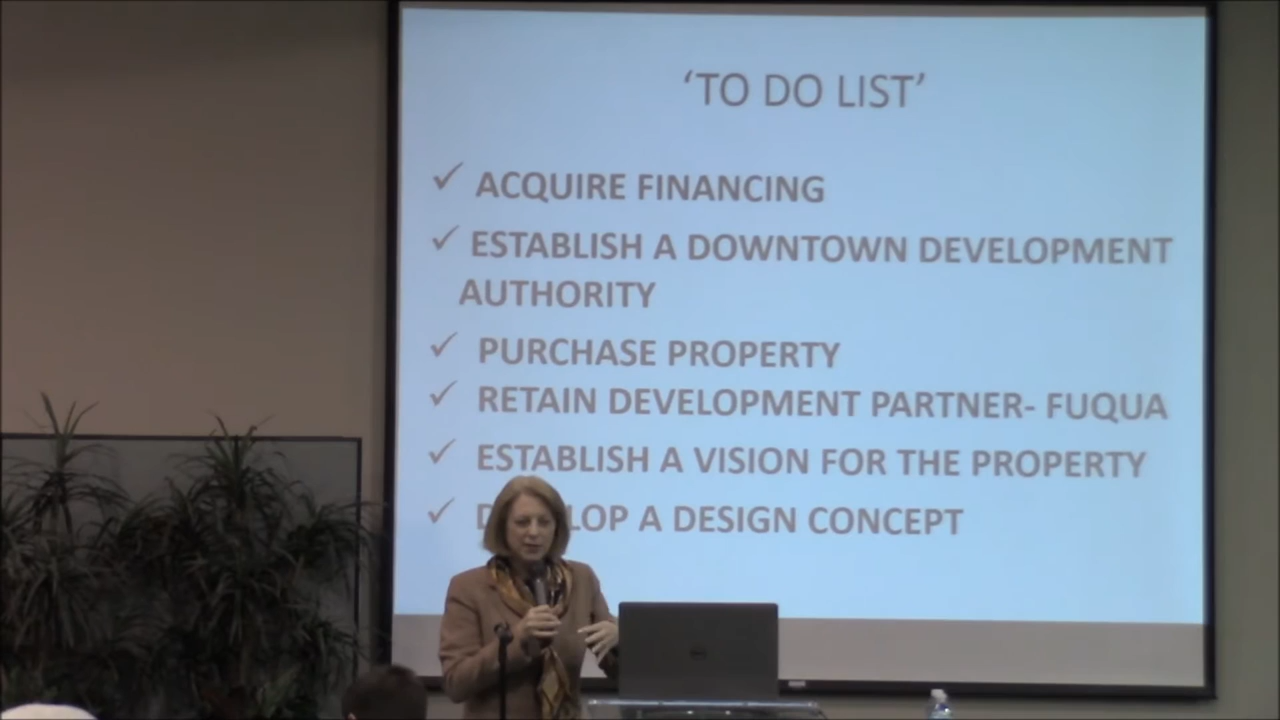 ‘TO DO LIST’
✓ ACQUIRE FINANCING
✓ ESTABLISH A DOWNTOWN DEVELOPMENT
AUTHORITY
✓ PURCHASE PROPERTY
✓ RETAIN DEVELOPMENT PARTNER- FUQUA
✓ ESTABLISH A VISION FOR THE PROPERTY
✓ LOP A DESIGN CONCEPT